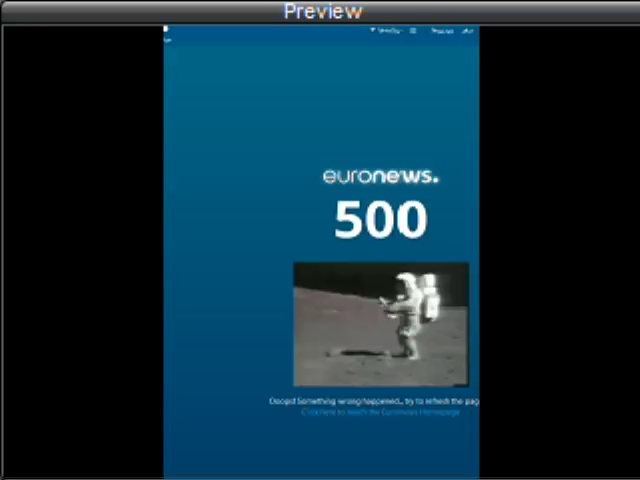 Preview
euronews.
500
Ooops! Something wrong happened... try to refresh the pag
Click here to reach the Euronews Homepage